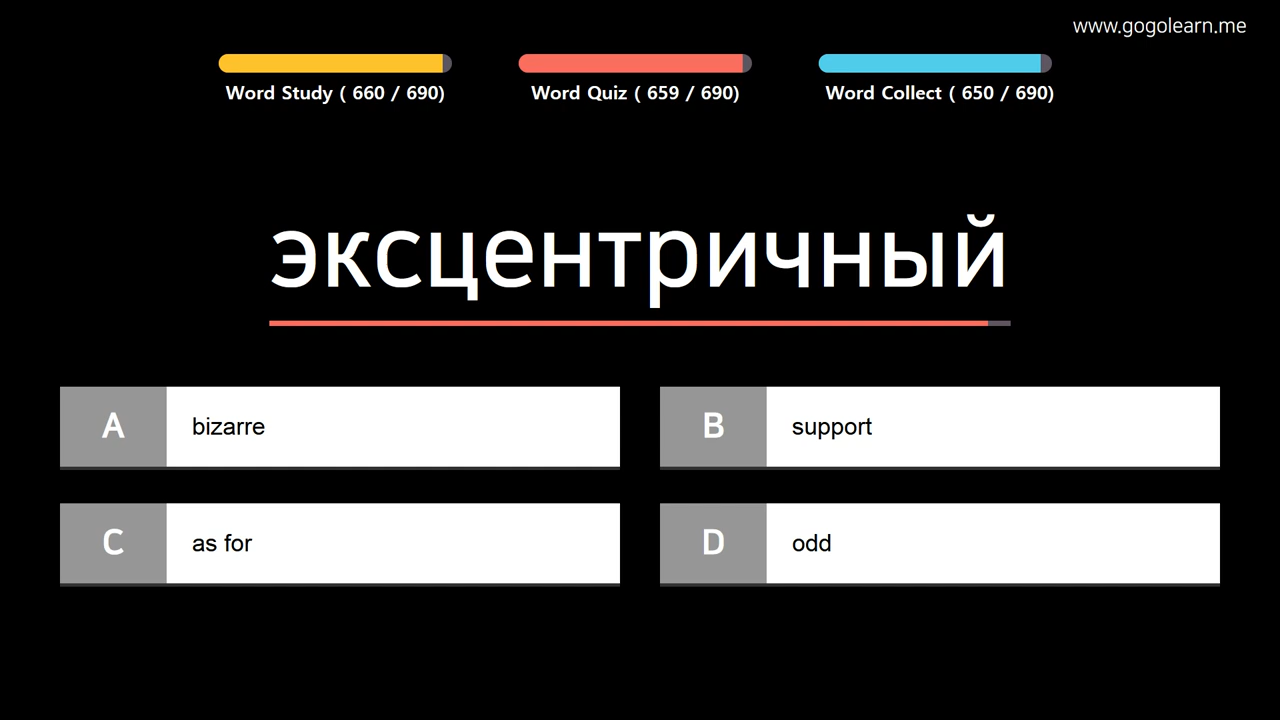 www.gogolearn.me
Word Study ( 660 / 690)
Word Quiz ( 659 / 690)
Word Collect ( 650 / 690)
эксцентричный
A bizarre
B support
C as for
D odd